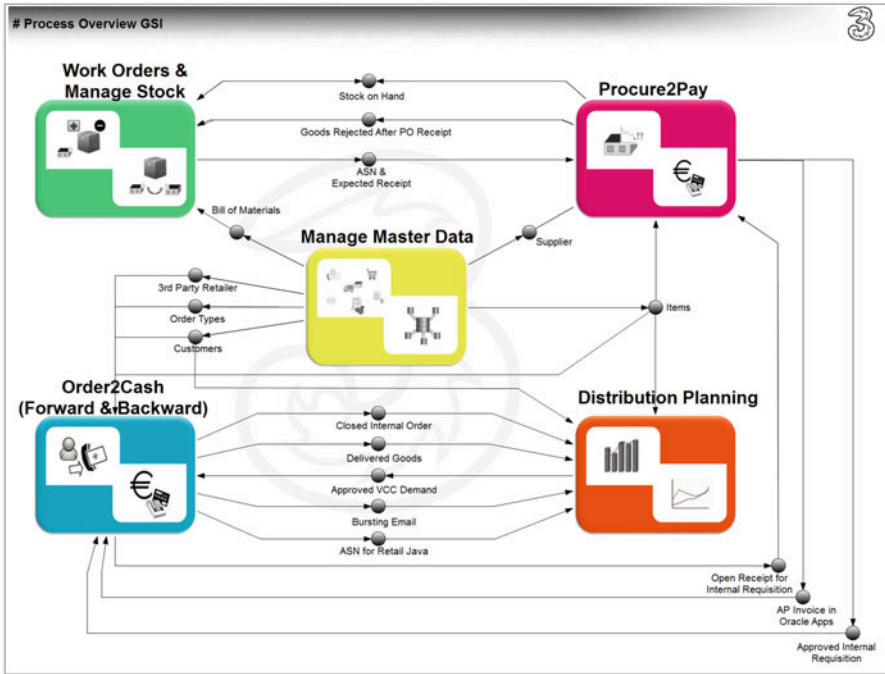 # Process Overview GSI
Work Orders &
Manage Stock
Procure2Pay
Stock on Hand
Goods Rejected After PO Receipt
ASN &
Expected Receipt
Bill of Materials
Manage Master Data
Supplier
3rd Party Retailer
Order Types
Items
Customers
Order2Cash
(Forward & Backward)
Distribution Planning
Closed Internal Order
Delivered Goods
Approved VCC Demand
Bursting Email
ASN for Retail Java
Open Receipt for
Internal Requisition
AP Invoice in
Oracle Apps
Approved Internal
Requisition